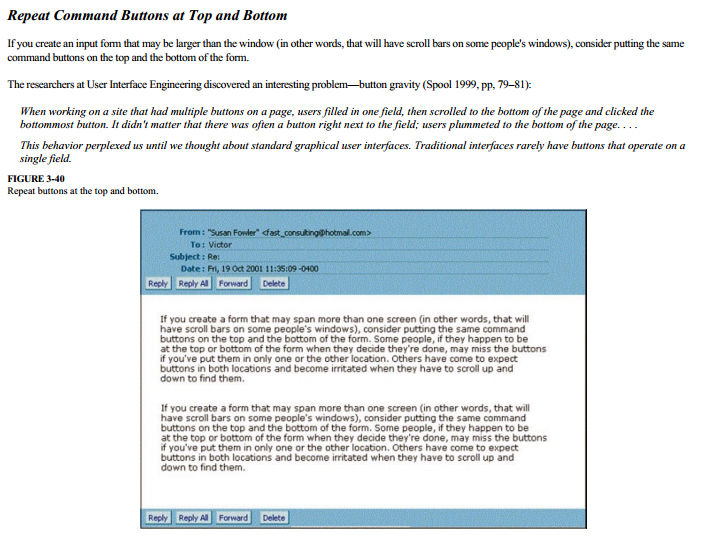 Repeat Command Buttons at Top and Bottom
If you create an input form that may be larger than the window (in other words, that will have scroll bars on some people's windows), consider putting the same
command buttons on the top and the bottom of the form.
The researchers at User Interface Engineering discovered an interesting problem—button gravity (Spool 1999, pp, 79–81):
When working on a site that had multiple buttons on a page, users filled in one field, then scrolled to the bottom of the page and clicked the
bottommost button. It didn't matter that there was often a button right next to the field; users plummeted to the bottom of the page. . . .
This behavior perplexed us until we thought about standard graphical user interfaces. Traditional interfaces rarely have buttons that operate on a
single field.
FIGURE 3-40
Repeat buttons at the top and bottom.
From: "Susan Fowler" <fast_consulting@hotmail.com>
To: Victor
Subject: Re:
Date: Fri, 19 Oct 2001 11:35:09 -0400
Reply Reply All Forward Delete
If you create a form that may span more than one screen (in other words, that will
have scroll bars on some people's windows), consider putting the same command
buttons on the top and the bottom of the form. Some people, if they happen to be
at the top or bottom of the form when they decide they're done, may miss the buttons
if you've put them in only one or the other location. Others have come to expect
buttons in both locations and become irritated when they have to scroll up and
down to find them.
If you create a form that may span more than one screen (in other words, that will
have scroll bars on some people's windows), consider putting the same command
buttons on the top and the bottom of the form. Some people, if they happen to be
at the top or bottom of the form when they decide they're done, may miss the buttons
if you've put them in only one or the other location. Others have come to expect
buttons in both locations and become irritated when they have to scroll up and
down to find them.
Reply Reply All Forward Delete